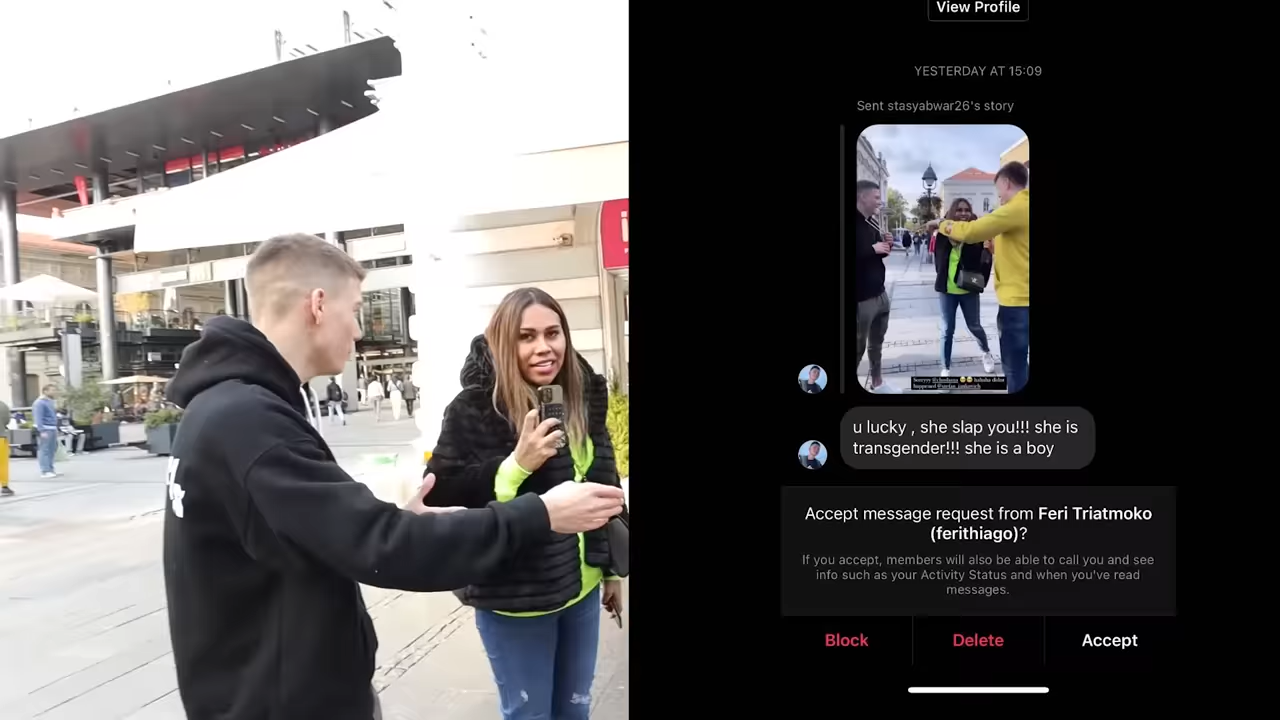 View Profile
YESTERDAY AT 15:09
Sent stasyabwar26's story
u lucky , she slap you!!! she is
transgender!!! she is a boy
Accept message request from Feri Triatmoko
(ferithiago)?
If you accept, members will also be able to call you and see
info such as your Activity Status and when you've read
messages.
Block
Delete
Accept